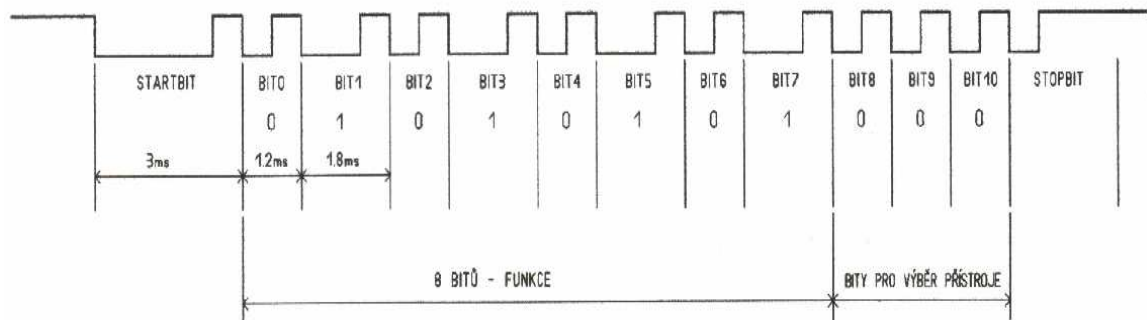 STARTBIT BIT0 BIT1 BIT2 BIT3 BIT4 BIT5 BIT6 BIT7 BIT8 BIT9 BIT10 STOPBIT
0 1 0 1 0 1 0 1 0 0 0
3ms 1.2ms 1.8ms
8 BITŮ - FUNKCE BITY PRO VÝBĚR PŘÍSTROJE